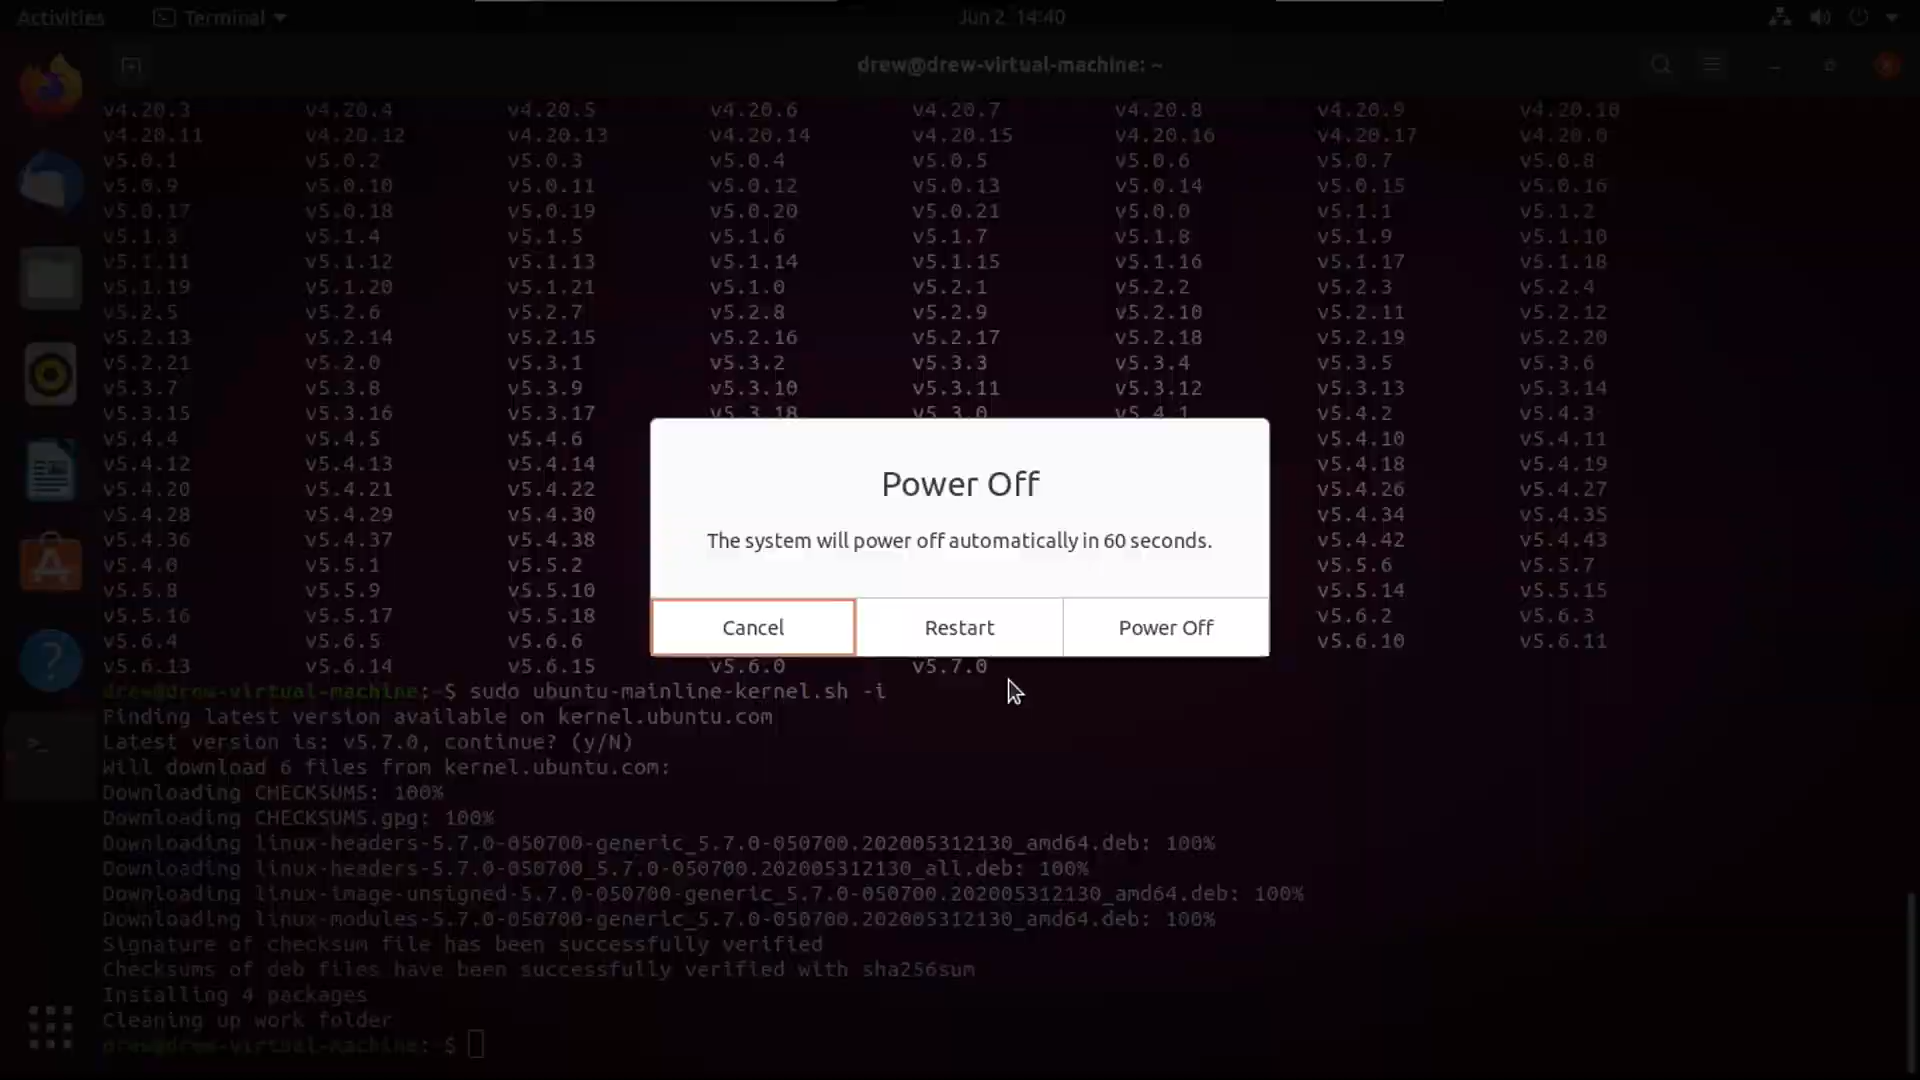 Activities Terminal Jun 2 14:40
drew@drew-virtual-machine: ~
v4.20.3 v4.20.4 v4.20.5 v4.20.6 v4.20.7 v4.20.8 v4.20.9 v4.20.10
v4.20.11 v4.20.12 v4.20.13 v4.20.14 v4.20.15 v4.20.16 v4.20.17 v4.20.0
v5.0.1 v5.0.2 v5.0.3 v5.0.4 v5.0.5 v5.0.6 v5.0.7 v5.0.8
v5.0.9 v5.0.10 v5.0.11 v5.0.12 v5.0.13 v5.0.14 v5.0.15 v5.0.16
v5.0.17 v5.0.18 v5.0.19 v5.0.20 v5.0.21 v5.0.0 v5.1.1 v5.1.2
v5.1.3 v5.1.4 v5.1.5 v5.1.6 v5.1.7 v5.1.8 v5.1.9 v5.1.10
v5.1.11 v5.1.12 v5.1.13 v5.1.14 v5.1.15 v5.1.16 v5.1.17 v5.1.18
v5.1.19 v5.1.20 v5.1.21 v5.1.0 v5.2.1 v5.2.2 v5.2.3 v5.2.4
v5.2.5 v5.2.6 v5.2.7 v5.2.8 v5.2.9 v5.2.10 v5.2.11 v5.2.12
v5.2.13 v5.2.14 v5.2.15 v5.2.16 v5.2.17 v5.2.18 v5.2.19 v5.2.20
v5.2.21 v5.2.0 v5.3.1 v5.3.2 v5.3.3 v5.3.4 v5.3.5 v5.3.6
v5.3.7 v5.3.8 v5.3.9 v5.3.10 v5.3.11 v5.3.12 v5.3.13 v5.3.14
v5.3.15 v5.3.16 v5.3.17 v5.3.18 v5.3.0 v5.4.1 v5.4.2 v5.4.3
v5.4.4 v5.4.5 v5.4.6 v5.4.10 v5.4.11
v5.4.12 v5.4.13 v5.4.14 v5.4.18 v5.4.19
v5.4.20 v5.4.21 v5.4.22 v5.4.26 v5.4.27
v5.4.28 v5.4.29 v5.4.30 v5.4.34 v5.4.35
v5.4.36 v5.4.37 v5.4.38 v5.4.42 v5.4.43
v5.4.0 v5.5.1 v5.5.2 v5.5.6 v5.5.7
v5.5.8 v5.5.9 v5.5.10 v5.5.14 v5.5.15
v5.5.16 v5.5.17 v5.5.18 v5.6.2 v5.6.3
v5.6.4 v5.6.5 v5.6.6 v5.6.10 v5.6.11
v5.6.13 v5.6.14 v5.6.15 v5.6.0 v5.7.0
Power Off
The system will power off automatically in 60 seconds.
Cancel Restart Power Off
drew@drew-virtual-machine:~$ sudo ubuntu-mainline-kernel.sh -i
Finding latest version available on kernel.ubuntu.com
Latest version is: v5.7.0, continue? (y/N)
Will download 6 files from kernel.ubuntu.com:
Downloading CHECKSUMS: 100%
Downloading CHECKSUMS.gpg: 100%
Downloading linux-headers-5.7.0-050700-generic_5.7.0-050700.202005312130_amd64.deb: 100%
Downloading linux-headers-5.7.0-050700_5.7.0-050700.202005312130_all.deb: 100%
Downloading linux-image-unsigned-5.7.0-050700-generic_5.7.0-050700.202005312130_amd64.deb: 100%
Downloading linux-modules-5.7.0-050700-generic_5.7.0-050700.202005312130_amd64.deb: 100%
Signature of checksum file has been successfully verified
Checksums of deb files have been successfully verified with sha256sum
Installing 4 packages
Cleaning up work folder
drew@drew-virtual-machine:~$